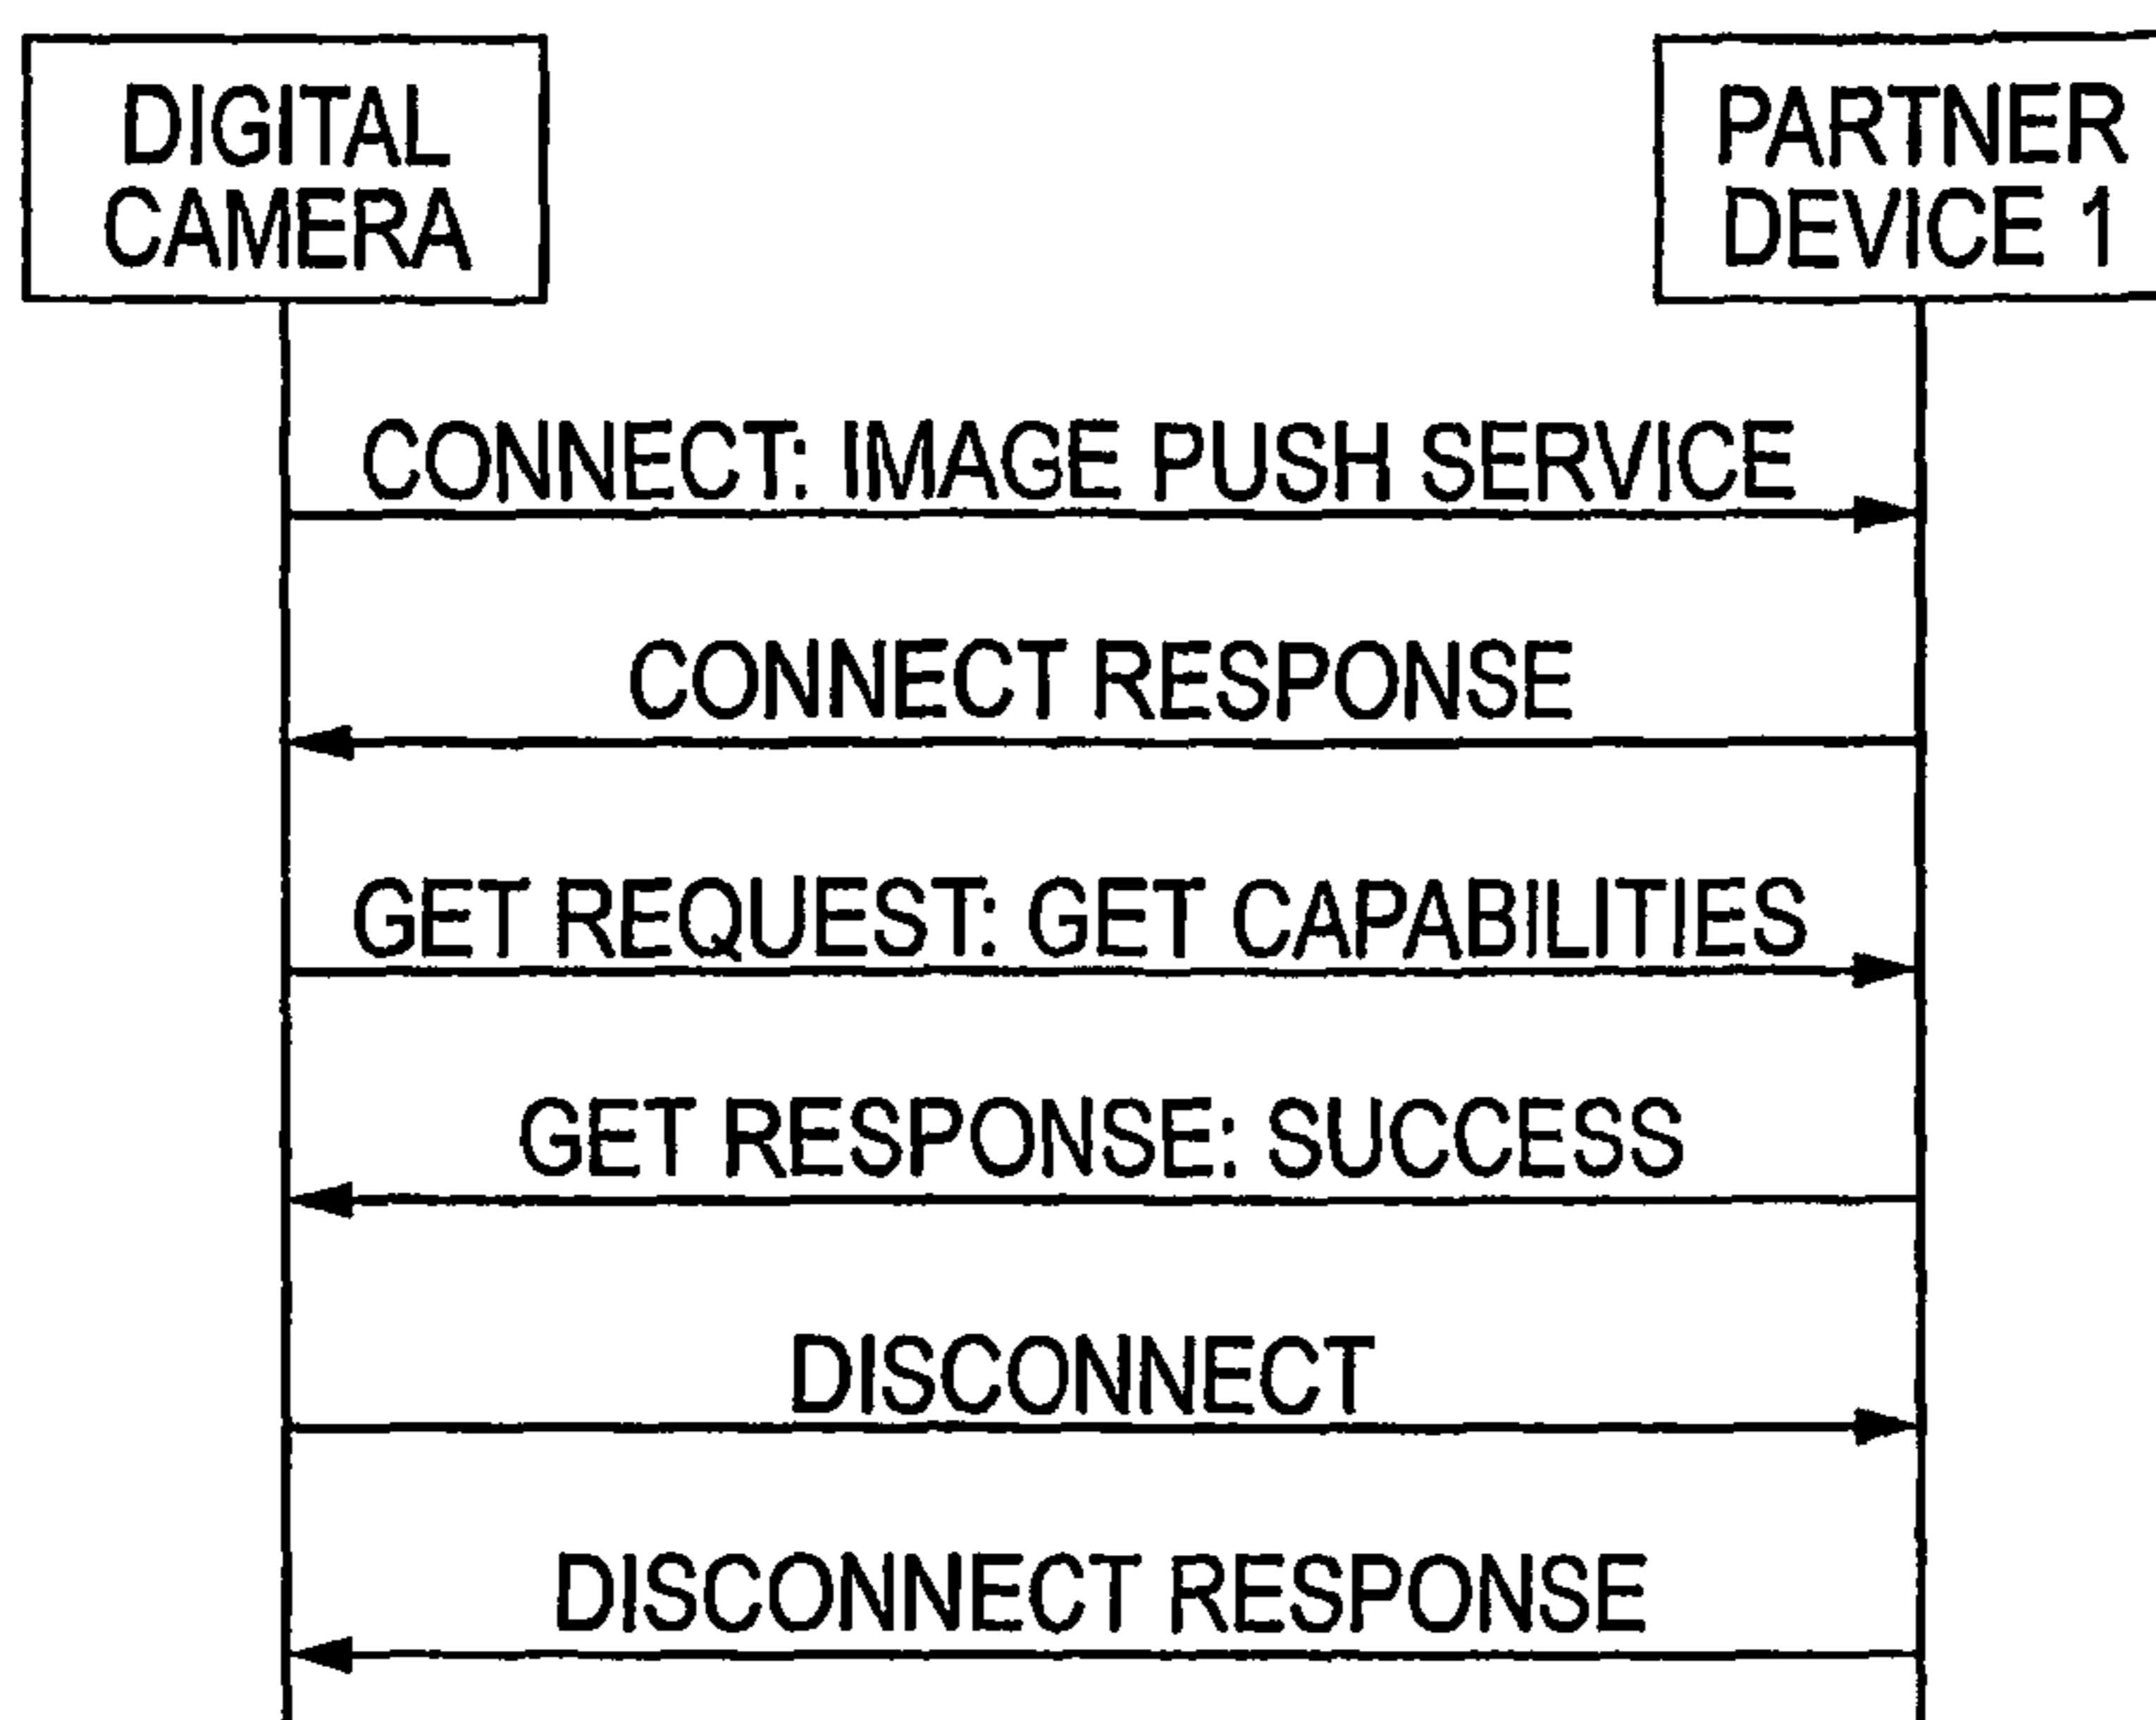 DIGITAL
CAMERA
PARTNER
DEVICE 1
CONNECT: IMAGE PUSH SERVICE
CONNECT RESPONSE
GET REQUEST: GET CAPABILITIES
GET RESPONSE: SUCCESS
DISCONNECT
DISCONNECT RESPONSE